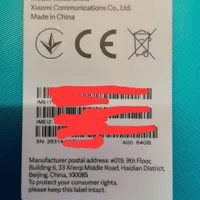 Xiaomi Communications Co., Ltd.
Made in China
CE
IMEI1
IMEI2
SN: 28374
A00 64GB
Manufacturer postal address: #019, 9th Floor,
Building 6, 33 Xierqi Middle Road, Haidian District,
Beijing, China, 100085
To protect your consumer rights,
please keep this label intact.